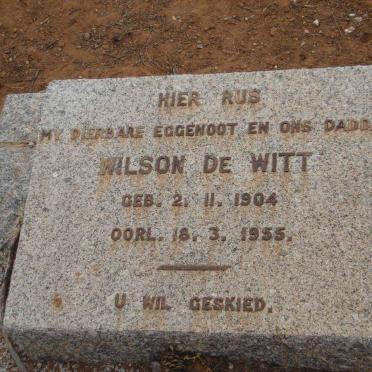 HIER RUS
MY DIERBARE EGGENOOT EN ONS DADD
WILSON DE WITT
GEB. 2. 11. 1904
OORL. 18. 3. 1955.
U WIL GESKIED.